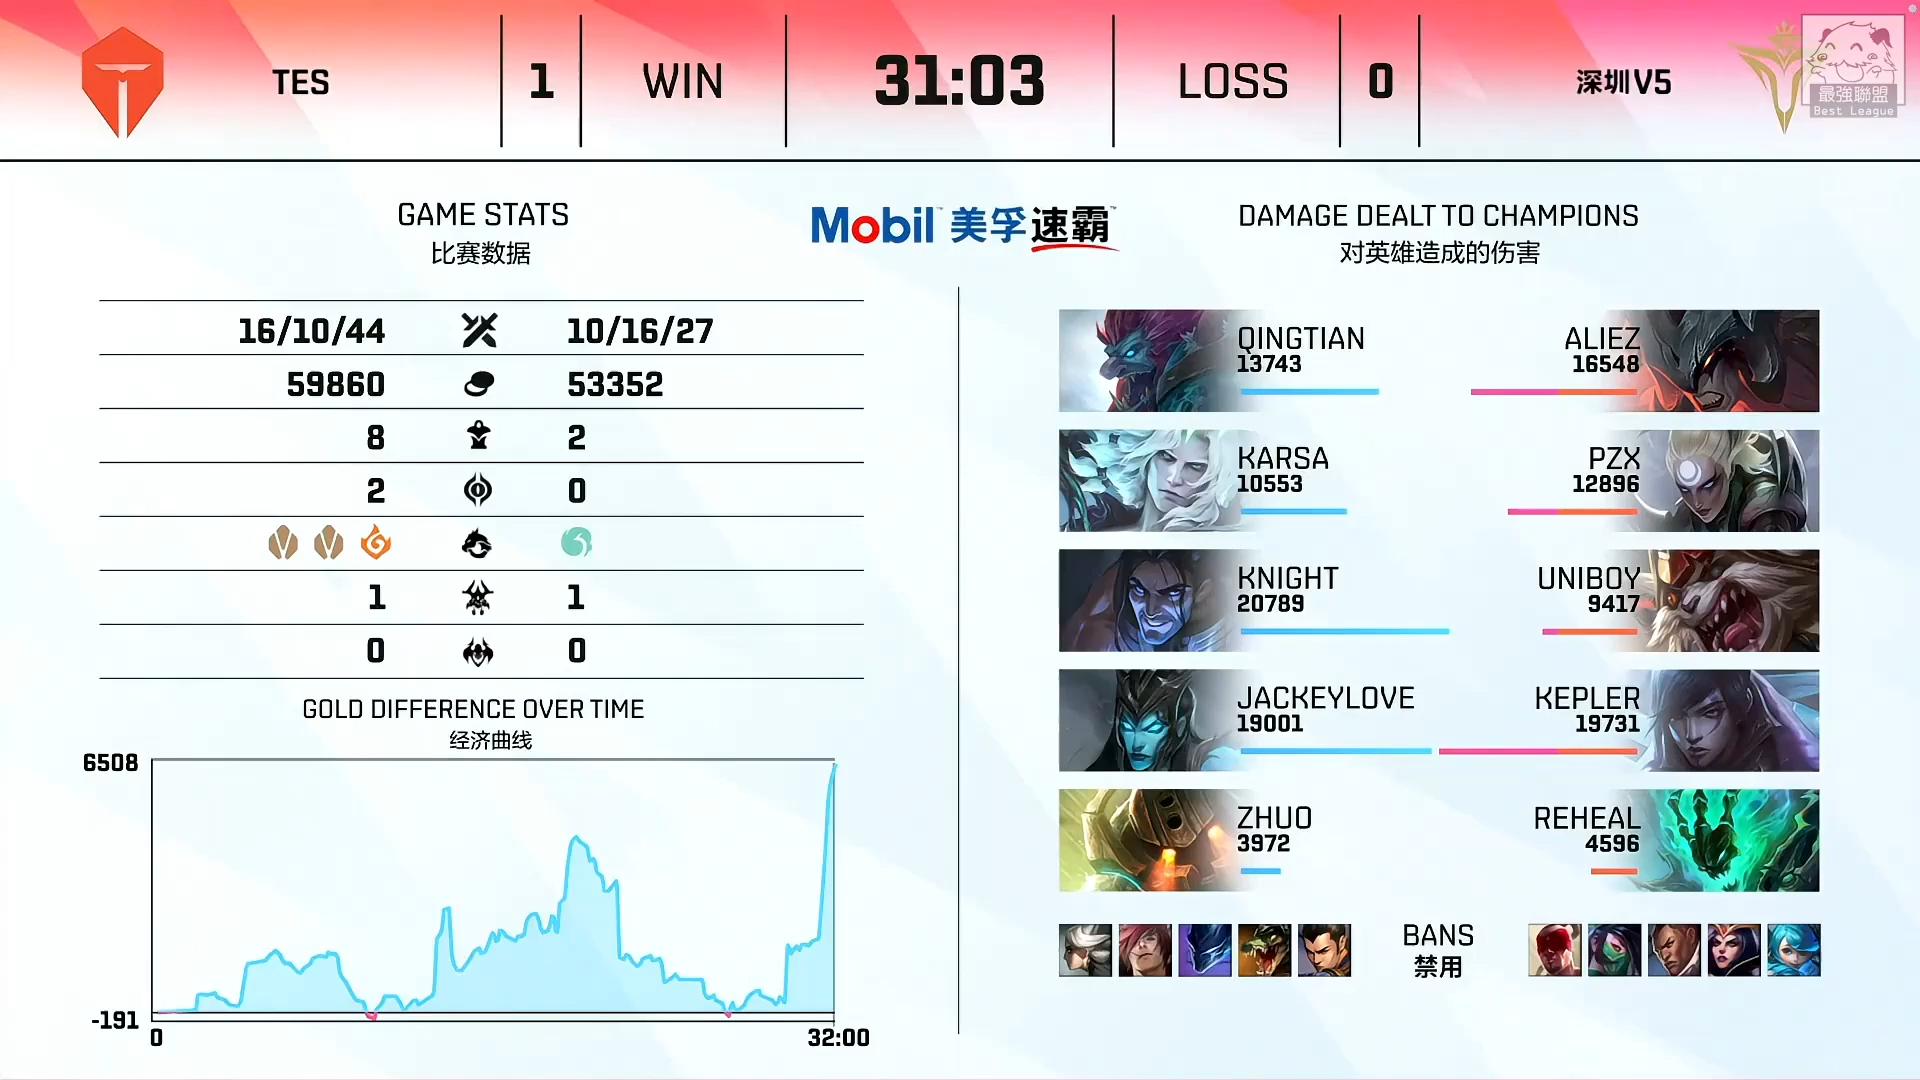 TES
1
WIN
31:03
LOSS
0
深圳V5
最強聯盟
Best League
GAME STATS
比赛数据
Mobil 美孚速霸
DAMAGE DEALT TO CHAMPIONS
对英雄造成的伤害
16/10/44 10/16/27
59860 53352
8 2
2 0
1 1
0 0
GOLD DIFFERENCE OVER TIME
经济曲线
6508
-191
0
32:00
QINGTIAN
13743
ALIEZ
16548
KARSA
10553
PZX
12896
KNIGHT
20789
UNIBOY
9417
JACKEYLOVE
19001
KEPLER
19731
ZHUO
3972
REHEAL
4596
BANS
禁用